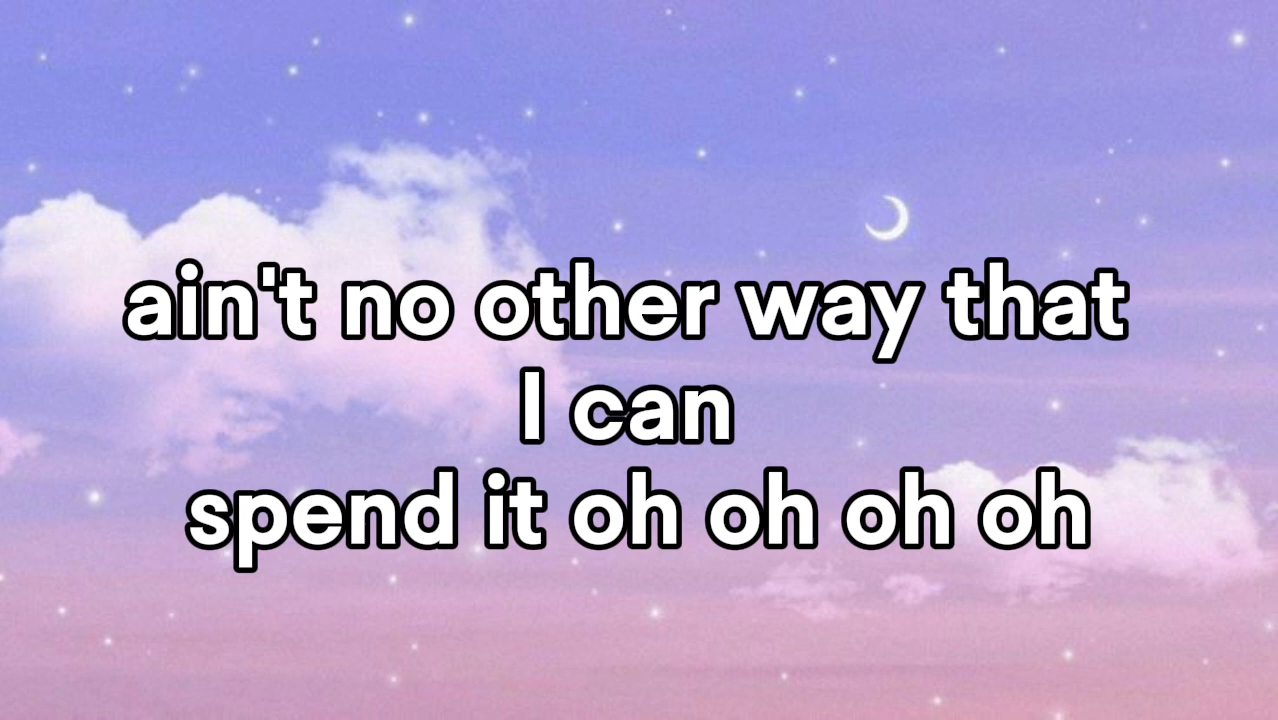 ain't no other way that
I can
spend it oh oh oh oh